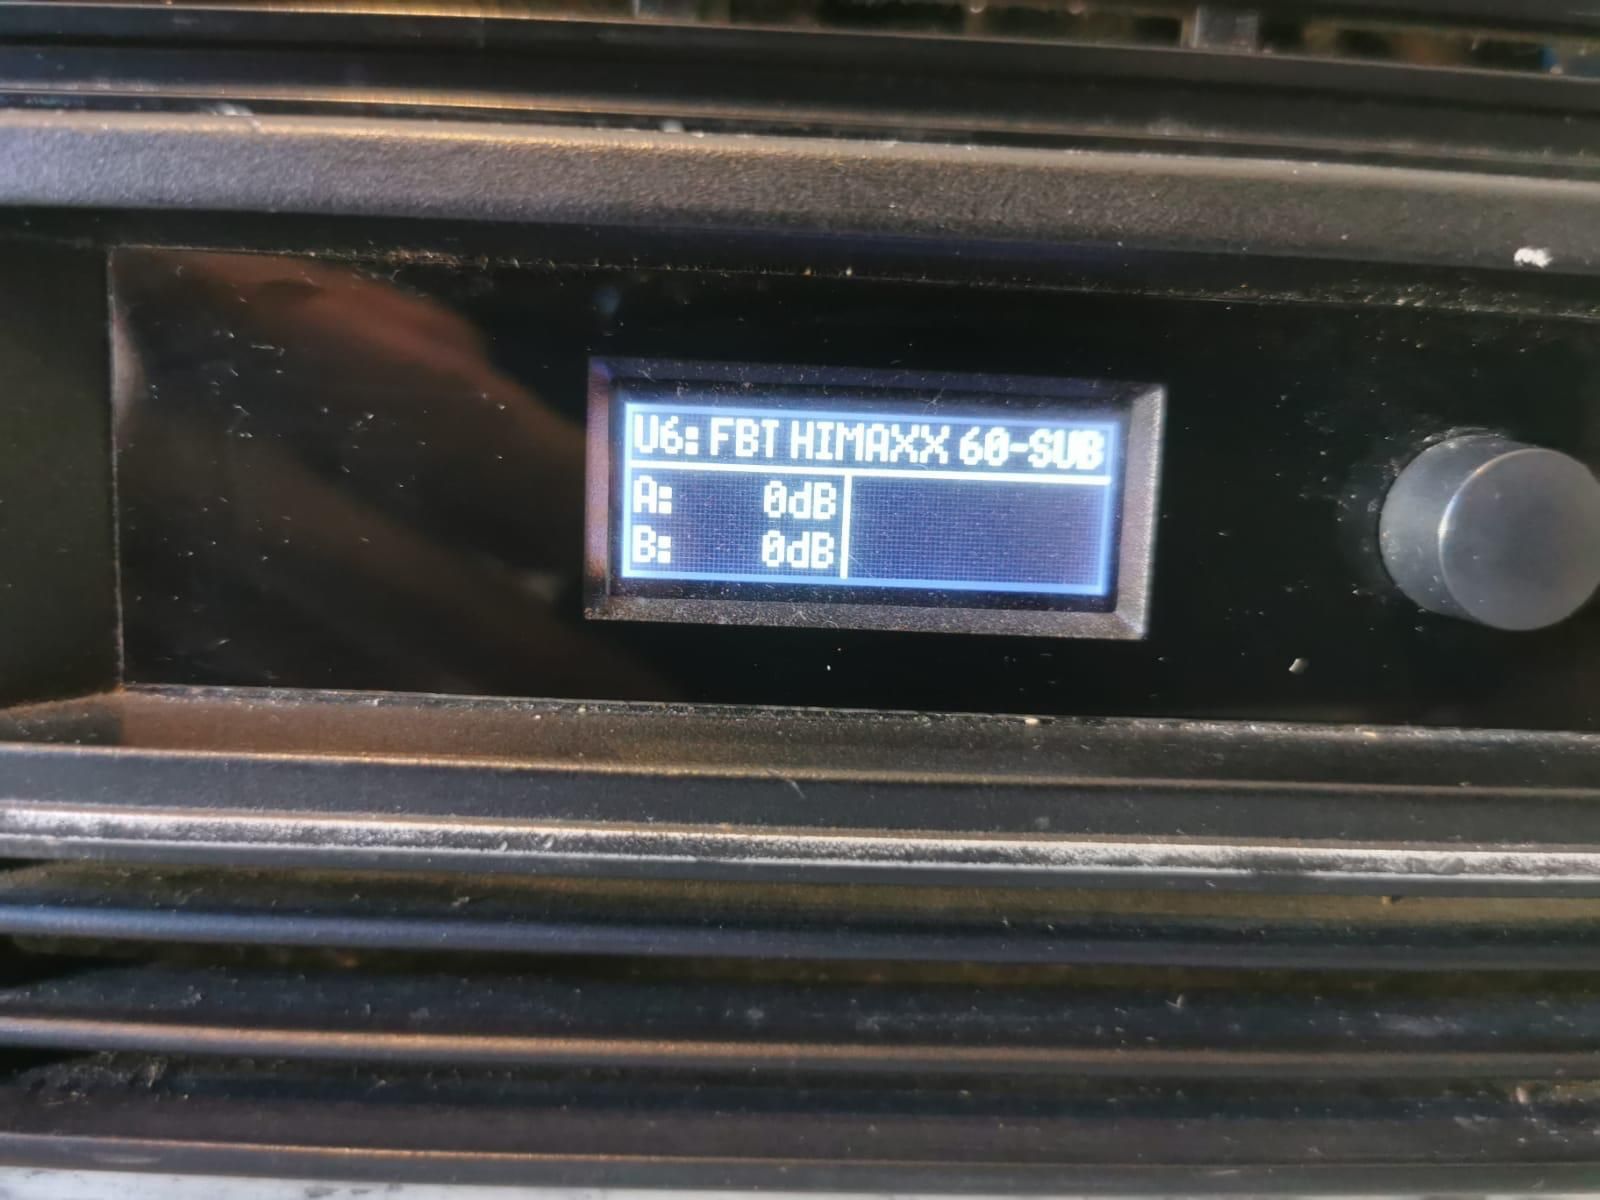 U6: FBT HIMAXX 60-SUB
A: 0dB
B: 0dB